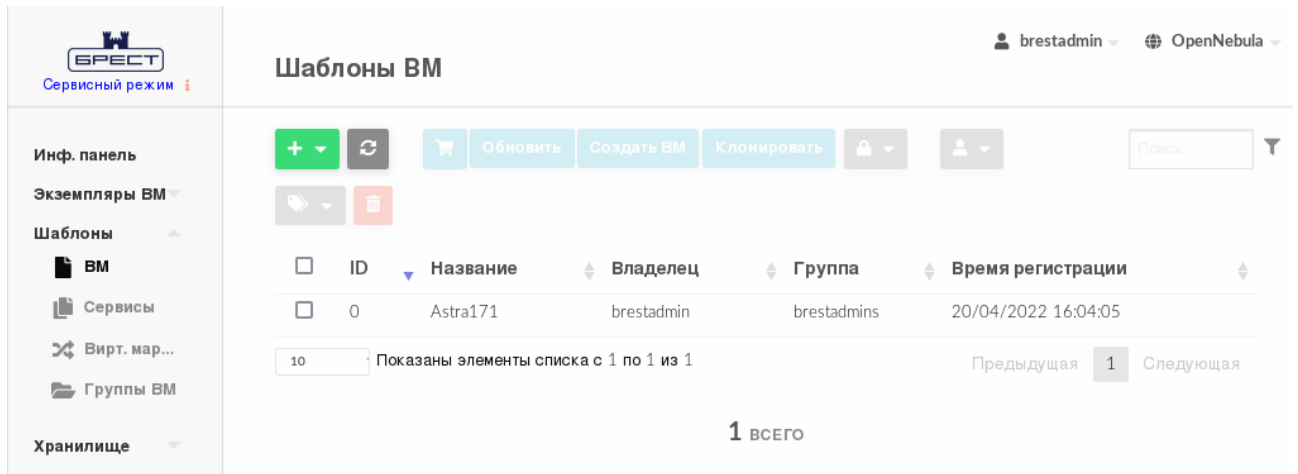 БРЕСТ
Сервисный режим i
Шаблоны ВМ
brestadmin
OpenNebula
Инф. панель
Экземпляры ВМ
Шаблоны
ВМ
Сервисы
Вирт. мар...
Группы ВМ
Хранилище
Обновить Создать ВМ Клонировать
Поиск
ID Название Владелец Группа Время регистрации
0 Astra171 brestadmin brestadmins 20/04/2022 16:04:05
10 Показаны элементы списка с 1 по 1 из 1 Предыдущая 1 Следующая
1 ВСЕГО